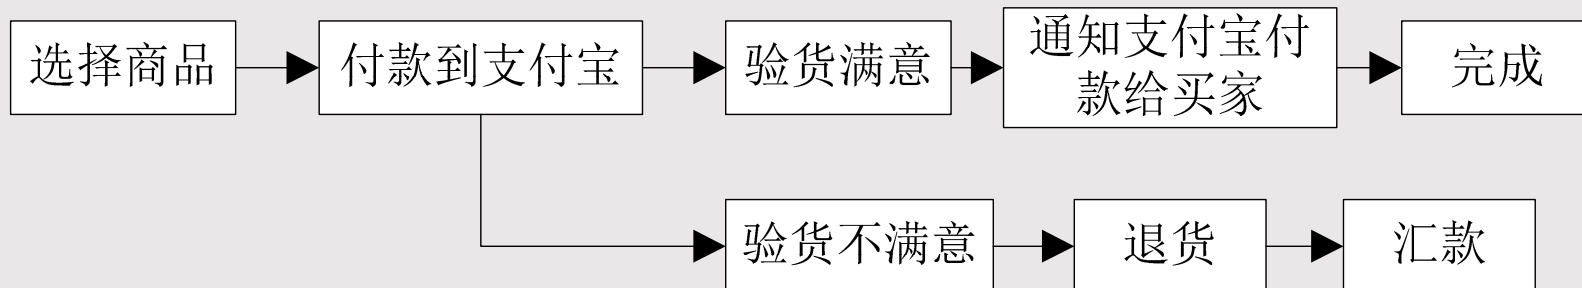 选择商品
付款到支付宝
验货满意
通知支付宝付
款给买家
完成
验货不满意
退货
汇款